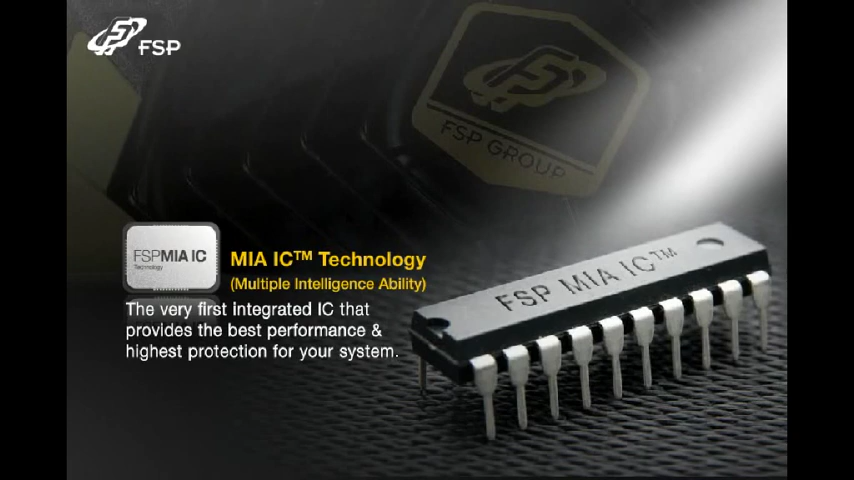 FSP
FSP GROUP
FSPMIA IC
Technology
MIA IC™ Technology
(Multiple Intelligence Ability)
The very first integrated IC that
provides the best performance &
highest protection for your system.
FSP MIA IC™